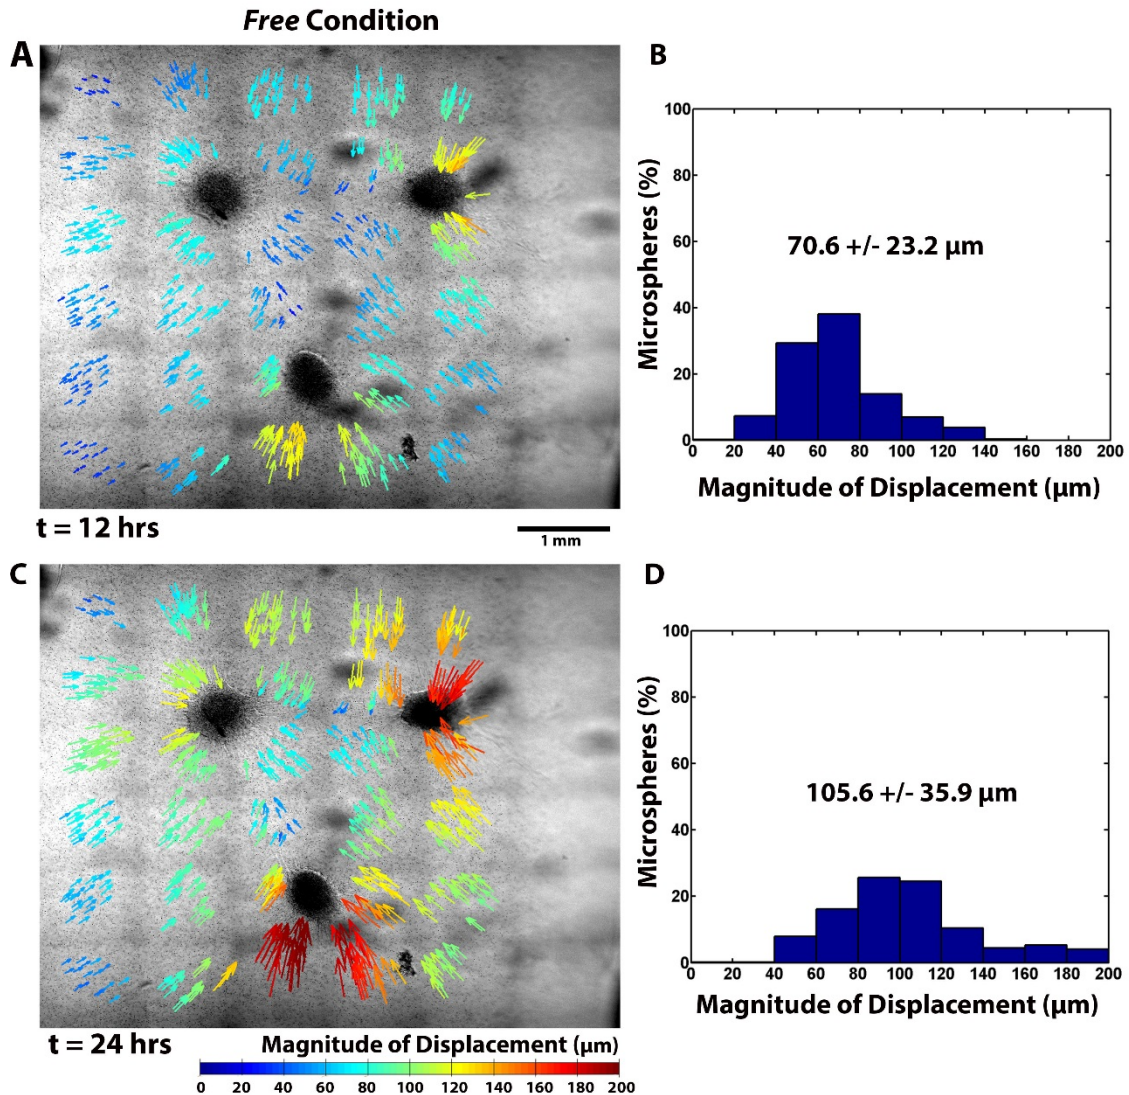 Free Condition
A
B
100
80
60
40
20
0
Microspheres (%)
70.6 +/- 23.2 µm
0 20 40 60 80 100 120 140 160 180 200
Magnitude of Displacement (µm)
t = 12 hrs
1 mm
C
D
100
80
60
40
20
0
Microspheres (%)
105.6 +/- 35.9 µm
0 20 40 60 80 100 120 140 160 180 200
Magnitude of Displacement (µm)
t = 24 hrs
Magnitude of Displacement (µm)
0 20 40 60 80 100 120 140 160 180 200